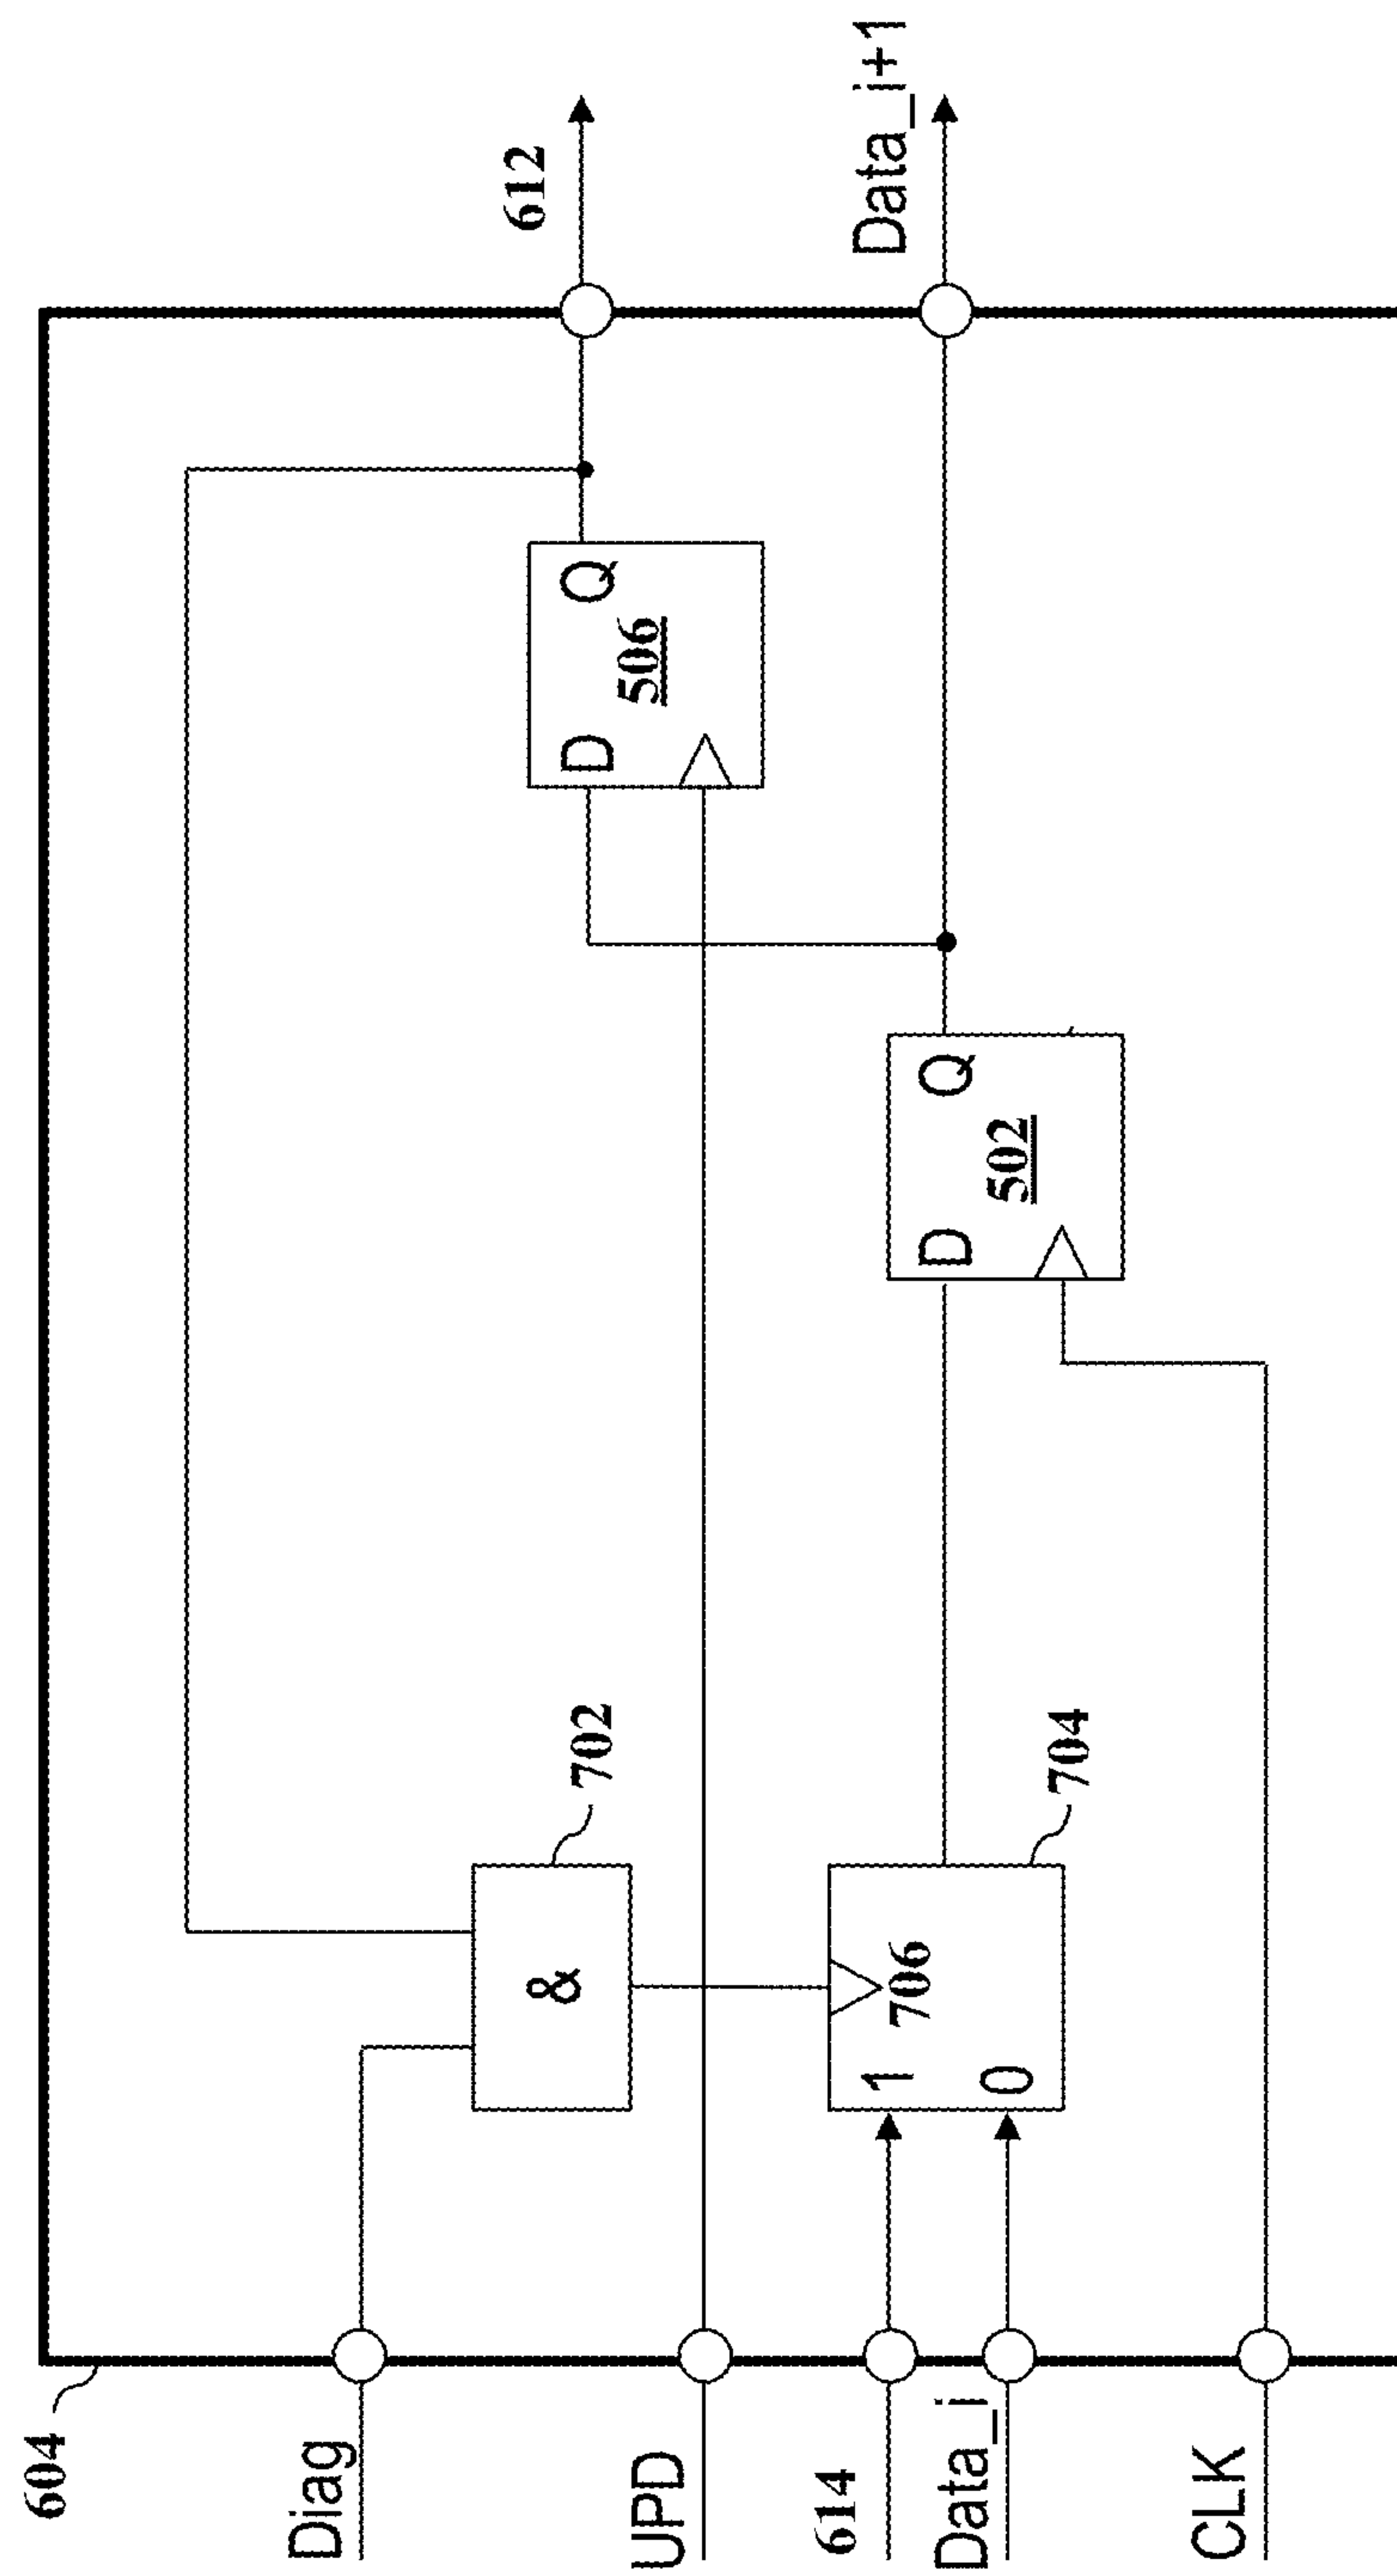 604
Diag
UPD
614
Data_i
CLK
&
702
1
706
0
704
D
Q
502
D
Q
506
612
Data_i+1